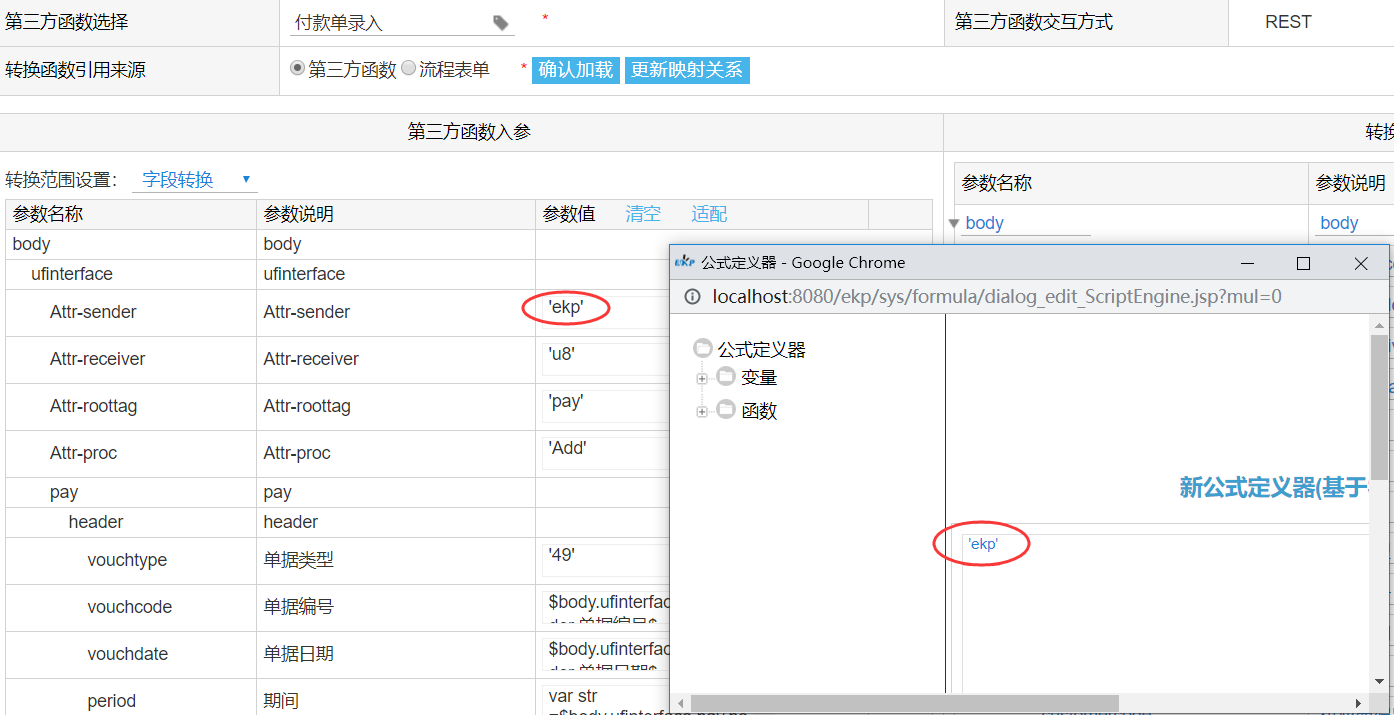 第三方函数选择
付款单录入
*
第三方函数交互方式
REST
转换函数引用来源
第三方函数 流程表单
* 确认加载 更新映射关系
第三方函数入参
转换范围设置: 字段转换
参数名称 参数说明 参数值 清空 适配
参数名称 参数说明
body body
body body
ufinterface ufinterface
Attr-sender Attr-sender 'ekp'
Attr-receiver Attr-receiver 'u8'
Attr-roottag Attr-roottag 'pay'
Attr-proc Attr-proc 'Add'
pay pay
header header
vouchtype 单据类型 '49'
vouchcode 单据编号 $body.ufinterfac
vouchdate 单据日期 $body.ufinterfac
period 期间 var str
公式定义器 - Google Chrome
localhost:8080/ekp/sys/formula/dialog_edit_ScriptEngine.jsp?mul=0
公式定义器
变量
函数
新公式定义器(基于
'ekp'